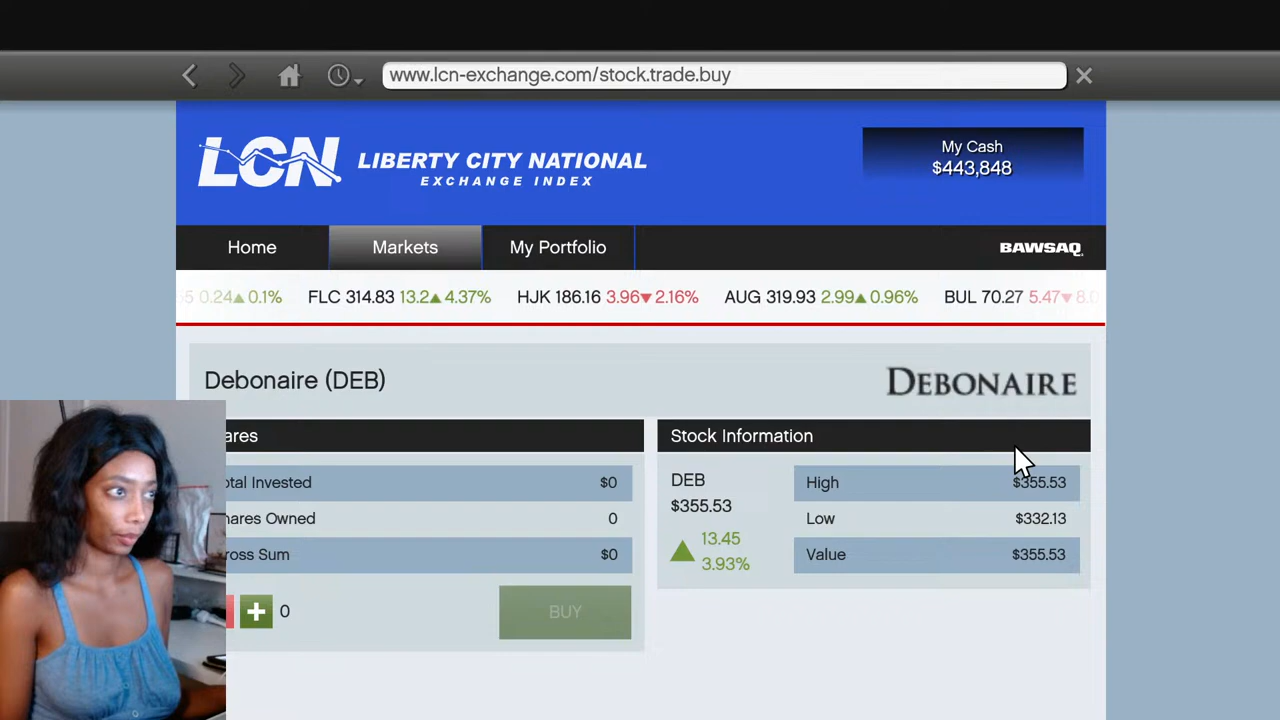 www.lcn-exchange.com/stock.trade.buy
LCN LIBERTY CITY NATIONAL
EXCHANGE INDEX
My Cash
$443,848
Home Markets My Portfolio BAWSAQ
0.24▲0.1% FLC 314.83 13.2▲4.37% HJK 186.16 3.96▼2.16% AUG 319.93 2.99▲0.96% BUL 70.27 5.47▼8.0
Debonaire (DEB) DEBONAIRE
ares
otal Invested $0
hares Owned 0
ross Sum $0
0 BUY
Stock Information
DEB
$355.53
13.45
3.93%
High $355.53
Low $332.13
Value $355.53